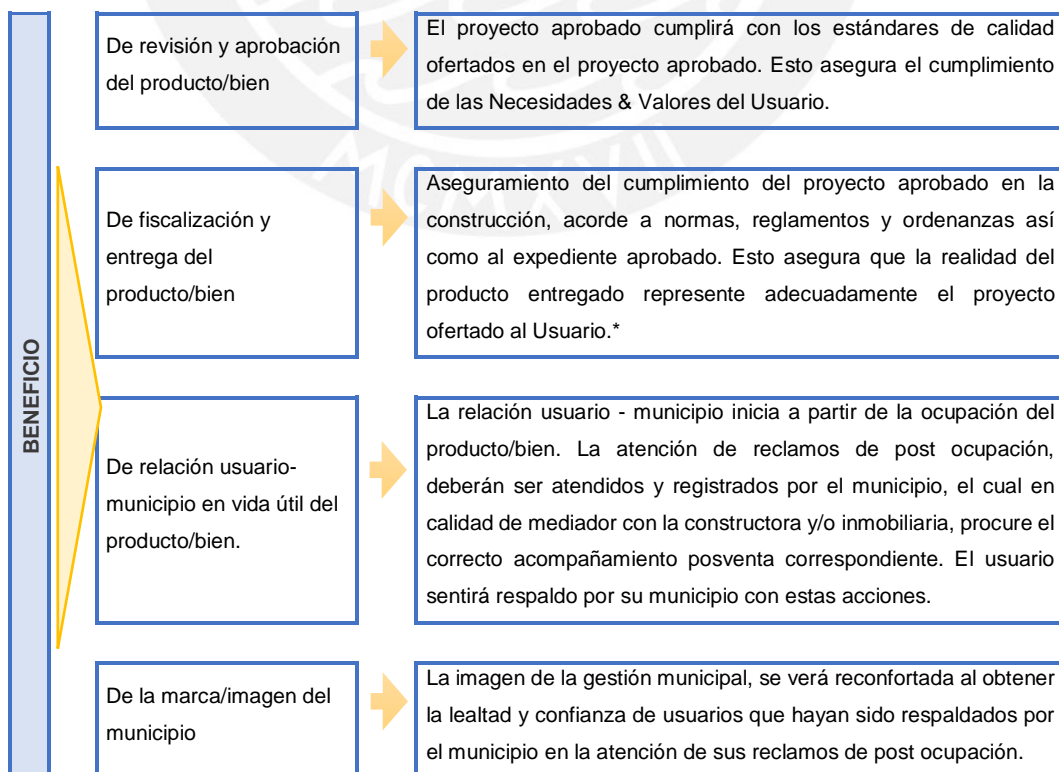 BENEFICIO
De revisión y aprobación
del producto/bien
El proyecto aprobado cumplirá con los estándares de calidad
ofertados en el proyecto aprobado. Esto asegura el cumplimiento
de las Necesidades & Valores del Usuario.
MCMXVII
De fiscalización y
entrega del
producto/bien
Aseguramiento del cumplimiento del proyecto aprobado en la
construcción, acorde a normas, reglamentos y ordenanzas así
como al expediente aprobado. Esto asegura que la realidad del
producto entregado represente adecuadamente el proyecto
ofertado al Usuario.*
De relación usuario-
municipio en vida útil del
producto/bien.
La relación usuario - municipio inicia a partir de la ocupación del
producto/bien. La atención de reclamos de post ocupación,
deberán ser atendidos y registrados por el municipio, el cual en
calidad de mediador con la constructora y/o inmobiliaria, procure el
correcto acompañamiento posventa correspondiente. El usuario
sentirá respaldo por su municipio con estas acciones.
De la marca/imagen del
municipio
La imagen de la gestión municipal, se verá reconfortada al obtener
la lealtad y confianza de usuarios que hayan sido respaldados por
el municipio en la atención de sus reclamos de post ocupación.